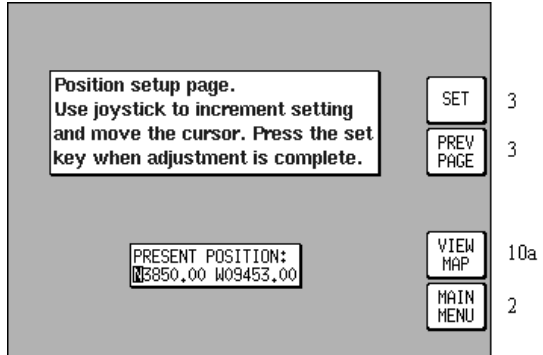 Position setup page.
Use joystick to increment setting
and move the cursor. Press the set
key when adjustment is complete.
SET
3
PREV
PAGE
3
PRESENT POSITION:
N3850.00 W09453.00
VIEW
MAP
10a
MAIN
MENU
2